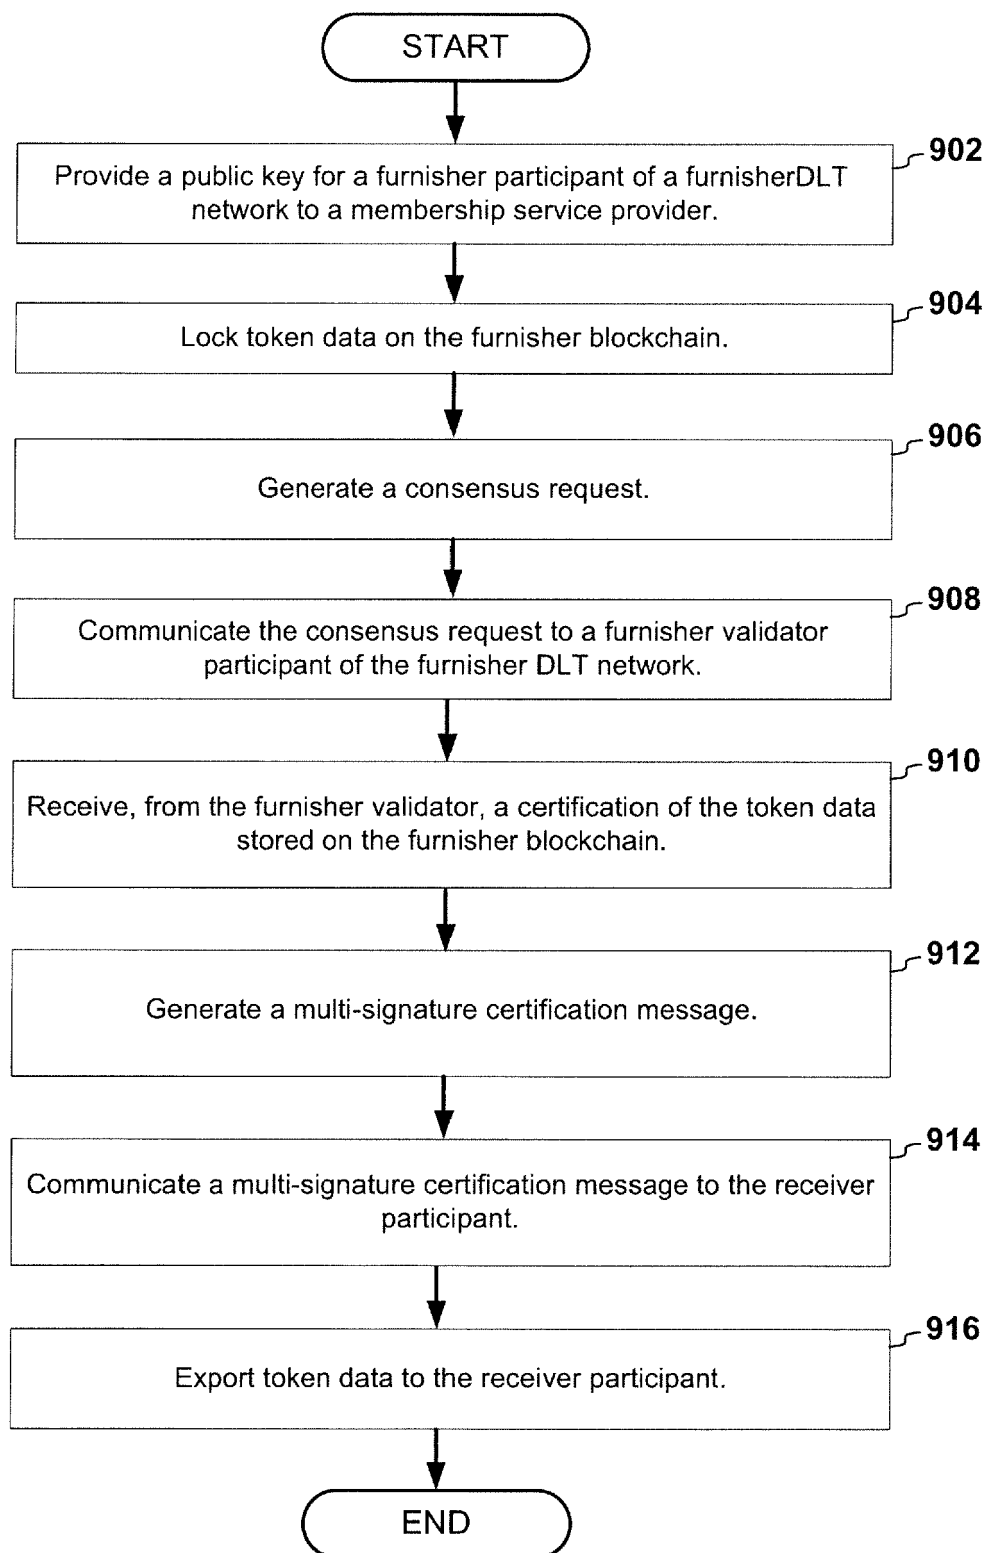 START
902
Provide a public key for a furnisher participant of a furnisherDLT
network to a membership service provider.
904
Lock token data on the furnisher blockchain.
906
Generate a consensus request.
908
Communicate the consensus request to a furnisher validator
participant of the furnisher DLT network.
910
Receive, from the furnisher validator, a certification of the token data
stored on the furnisher blockchain.
912
Generate a multi-signature certification message.
914
Communicate a multi-signature certification message to the receiver
participant.
916
Export token data to the receiver participant.
END